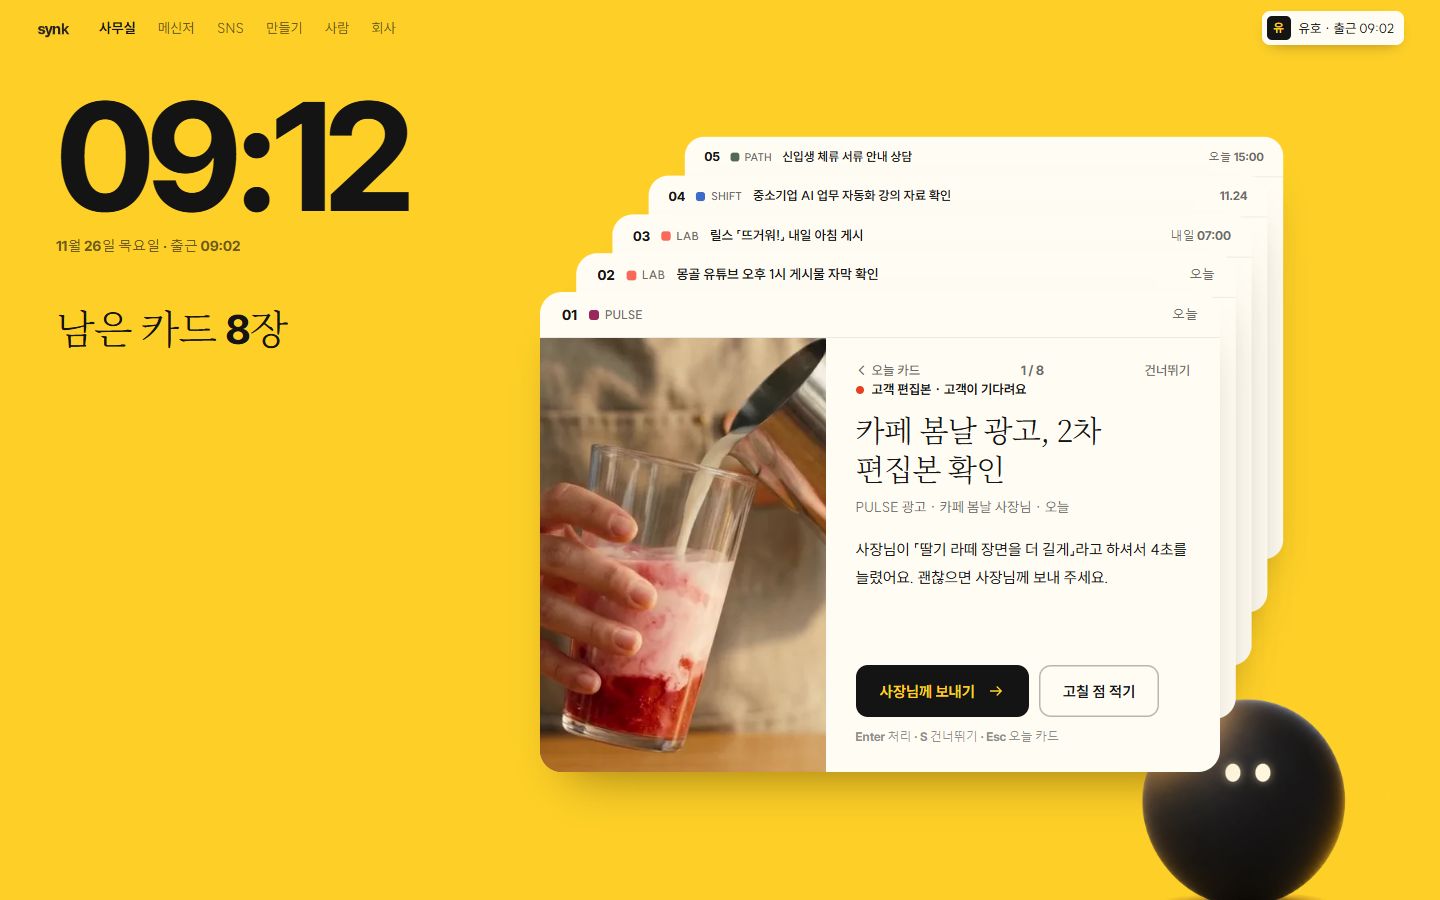 synk 사무실 메신저 SNS 만들기 사람 회사
유 유호 · 출근 09:02
09:12
11월 26일 목요일 · 출근 09:02
남은 카드 8장
05 PATH 신입생 체류 서류 안내 상담 오늘 15:00
04 SHIFT 중소기업 AI 업무 자동화 강의 자료 확인 11.24
03 LAB 릴스 「뜨거워!」 내일 아침 게시 내일 07:00
02 LAB 몽골 유튜브 오후 1시 게시물 자막 확인 오늘
01 PULSE 오늘
오늘 카드 1 / 8 건너뛰기
고객 편집본 · 고객이 기다려요
카페 봄날 광고, 2차
편집본 확인
PULSE 광고 · 카페 봄날 사장님 · 오늘
사장님이 「딸기 라떼 장면을 더 길게」라고 하셔서 4초를
늘렸어요. 괜찮으면 사장님께 보내 주세요.
사장님께 보내기 → 고칠 점 적기
Enter 처리 · S 건너뛰기 · Esc 오늘 카드